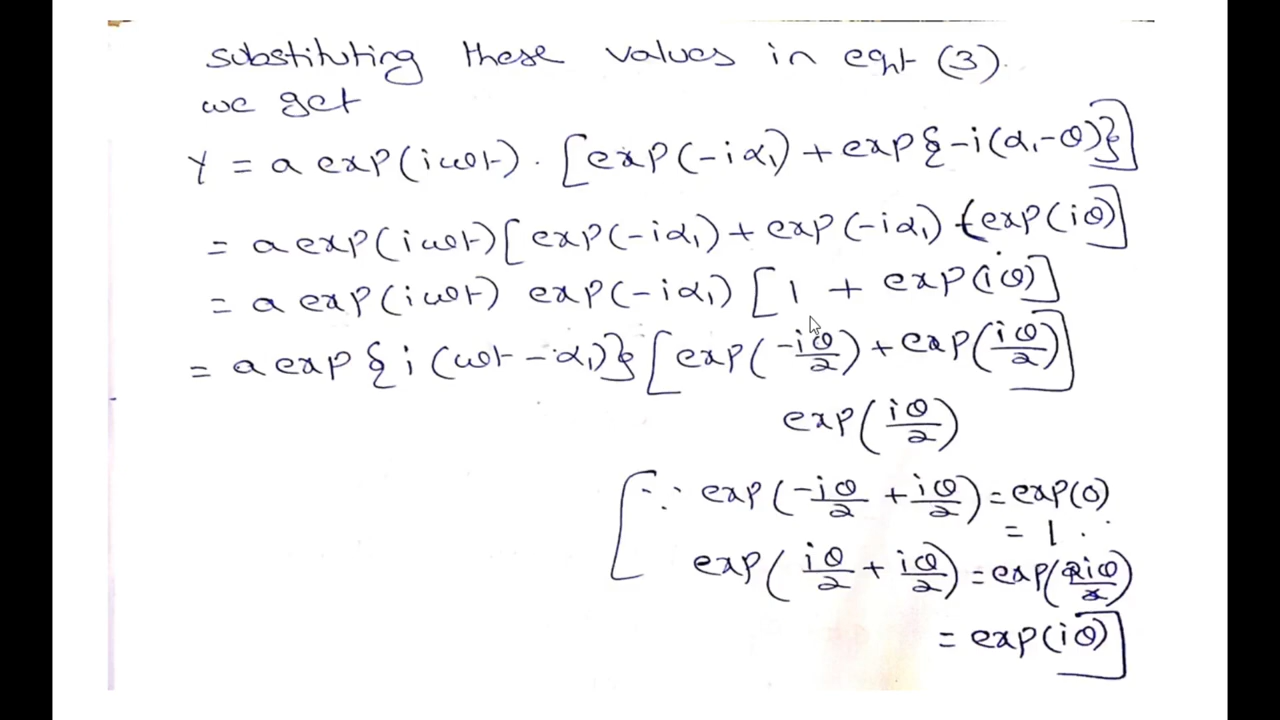 substituting these values in eqnt (3).
we get
Y = a exp(iωt) . [exp(-iα₁) + exp{-i(α₁-θ)}]
= a exp(iωt) [exp(-iα₁) + exp(-iα₁) (exp(iθ)]
= a exp(iωt) exp(-iα₁) [1 + exp(iθ)]
= a exp{i(ωt - α₁)} [exp(-iθ/2) + exp(iθ/2)]
exp(iθ/2)
[∵ exp(-iθ/2 + iθ/2) = exp(0)
= 1.
exp(iθ/2 + iθ/2) = exp(2iθ/2)
= exp(iθ)]